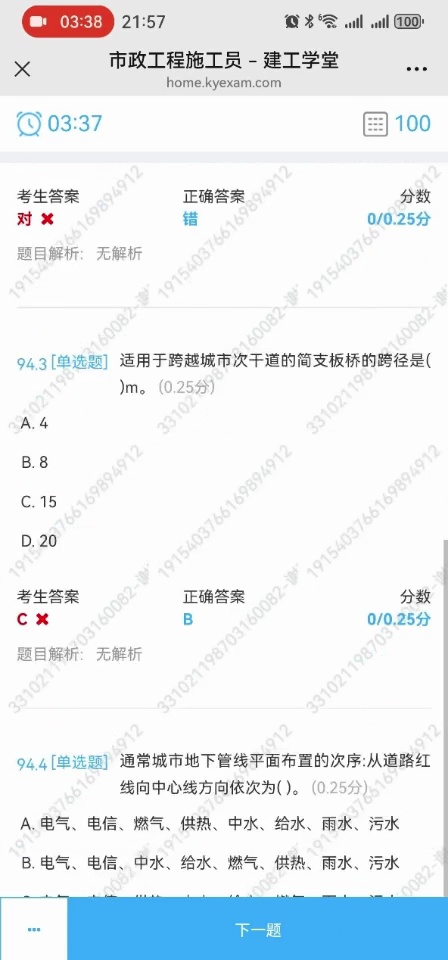 03:38 21:57 100
市政工程施工员 - 建工学堂
home.kyexam.com
03:37 100
考生答案 正确答案 分数
对 错 0/0.25分
题目解析: 无解析
94.3 [单选题] 适用于跨越城市次干道的简支板桥的跨径是(
)m。 (0.25分)
A. 4
B. 8
C. 15
D. 20
考生答案 正确答案 分数
C B 0/0.25分
题目解析: 无解析
94.4 [单选题] 通常城市地下管线平面布置的次序:从道路红
线向中心线方向依次为( )。 (0.25分)
A. 电气、电信、燃气、供热、中水、给水、雨水、污水
B. 电气、电信、中水、给水、燃气、供热、雨水、污水
下一题